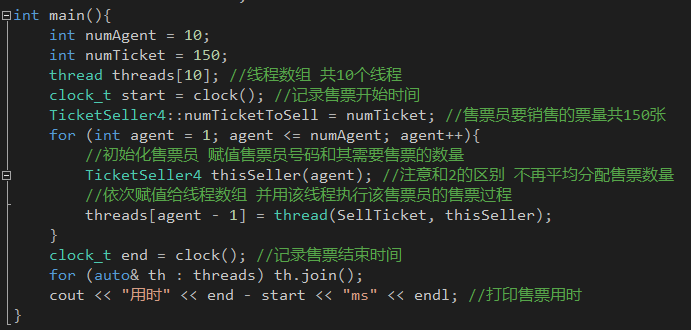 int main(){
    int numAgent = 10;
    int numTicket = 150;
    thread threads[10]; //线程数组 共10个线程
    clock_t start = clock(); //记录售票开始时间
    TicketSeller4::numTicketToSell = numTicket; //售票员要销售的票量共150张
    for (int agent = 1; agent <= numAgent; agent++){
        //初始化售票员 赋值售票员号码和其需要售票的数量
        TicketSeller4 thisSeller(agent); //注意和2的区别 不再平均分配售票数量
        //依次赋值给线程数组 并用该线程执行该售票员的售票过程
        threads[agent - 1] = thread(SellTicket, thisSeller);
    }
    clock_t end = clock(); //记录售票结束时间
    for (auto& th : threads) th.join();
    cout << "用时" << end - start << "ms" << endl; //打印售票用时
}